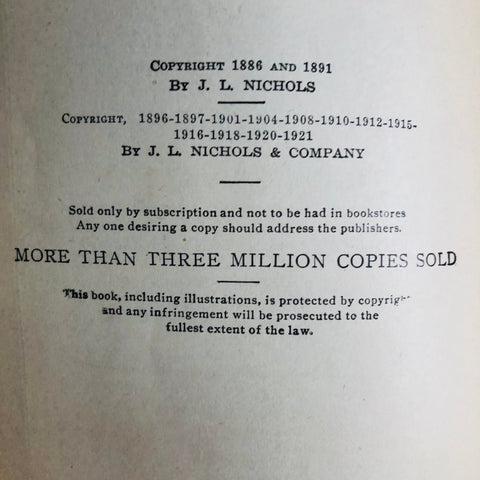 COPYRIGHT 1886 AND 1891
BY J. L. NICHOLS
COPYRIGHT, 1896-1897-1901-1904-1908-1910-1912-1915-
1916-1918-1920-1921
BY J. L. NICHOLS & COMPANY
Sold only by subscription and not to be had in bookstores
Any one desiring a copy should address the publishers.
MORE THAN THREE MILLION COPIES SOLD
This book, including illustrations, is protected by copyright
and any infringement will be prosecuted to the
fullest extent of the law.